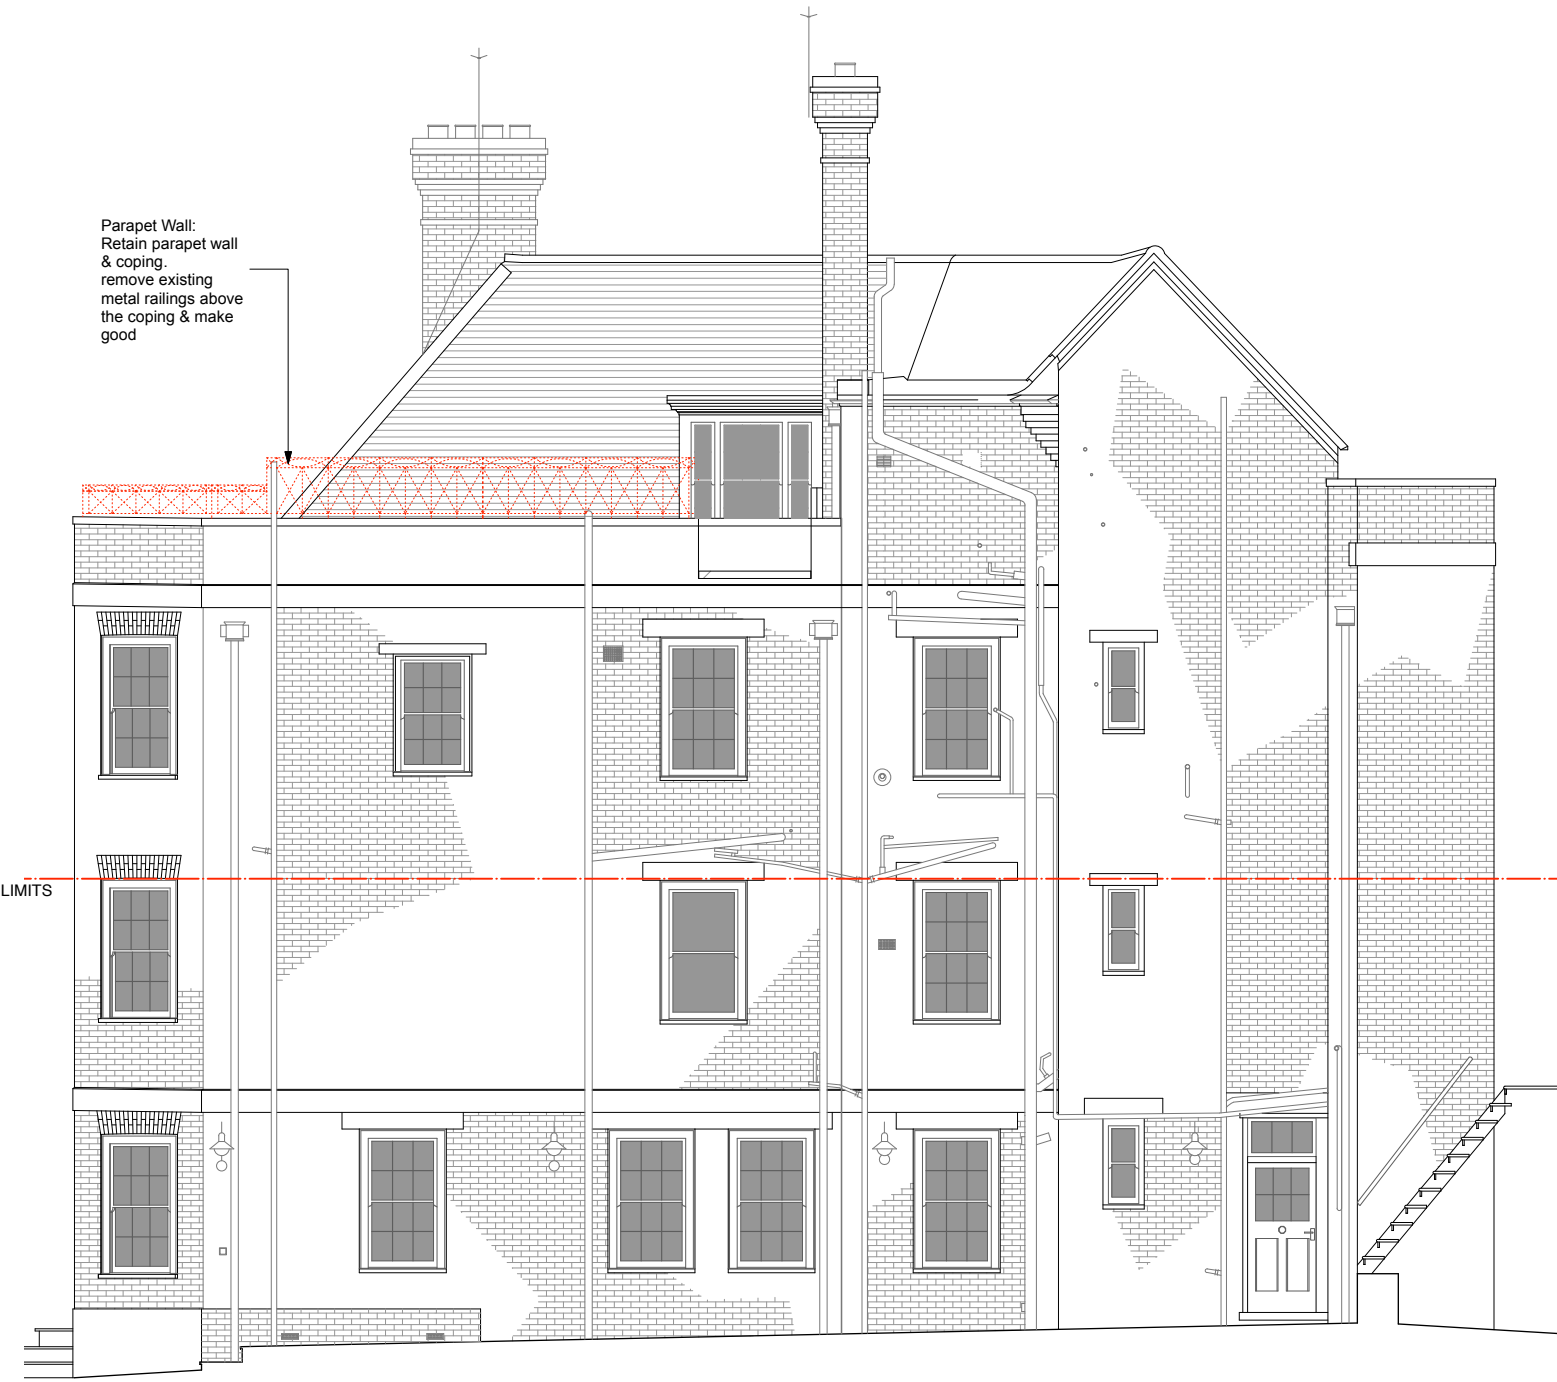 Parapet Wall:
Retain parapet wall
& coping.
remove existing
metal railings above
the coping & make
good
LIMITS